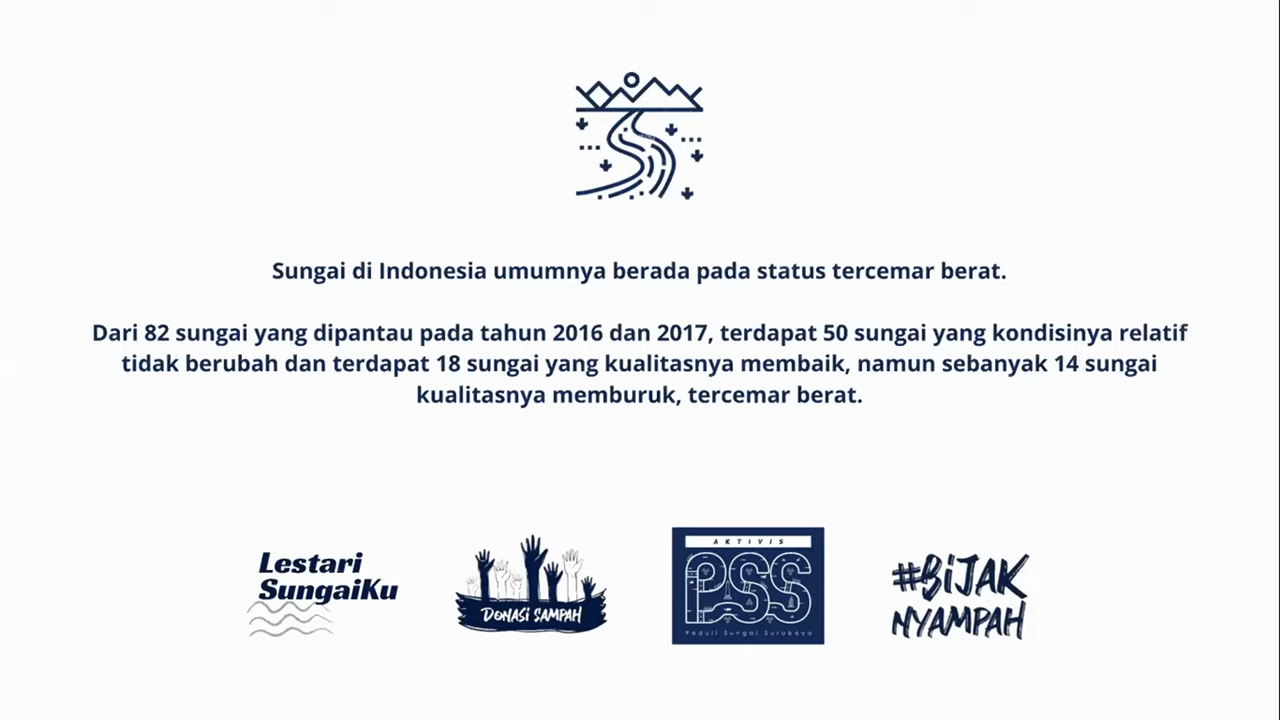 Sungai di Indonesia umumnya berada pada status tercemar berat.
Dari 82 sungai yang dipantau pada tahun 2016 dan 2017, terdapat 50 sungai yang kondisinya relatif
tidak berubah dan terdapat 18 sungai yang kualitasnya membaik, namun sebanyak 14 sungai
kualitasnya memburuk, tercemar berat.
Lestari
SungaiKu
DONASI SAMPAH
AKTIVIS
PSS
Peduli Sungai Surabaya
#BiJAK
NYAMPAH